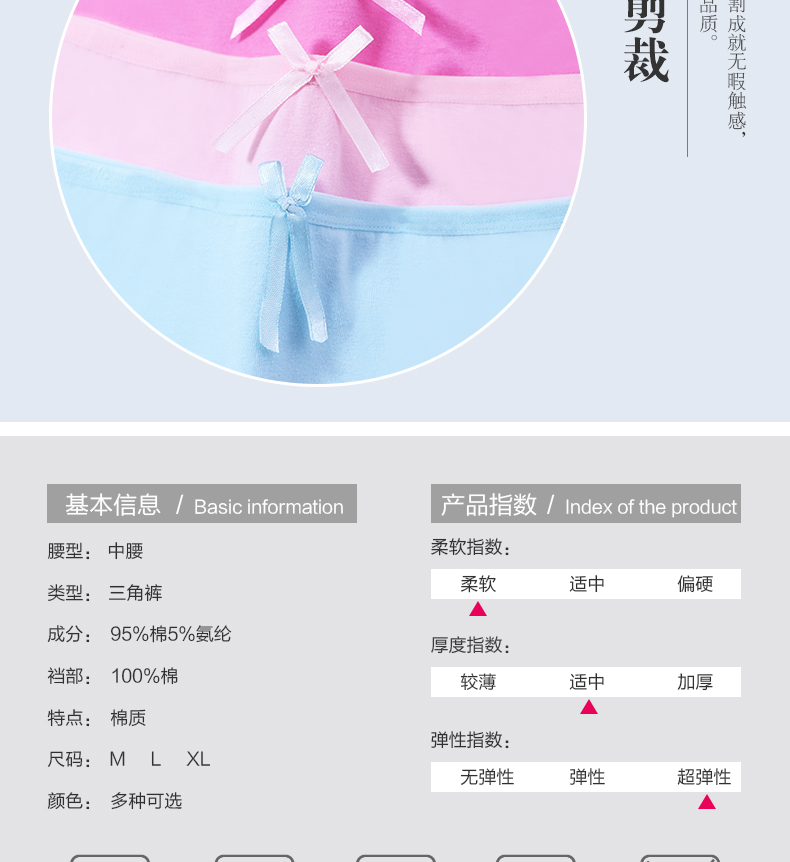 剪裁
割成就无暇触感，
品质。
基本信息 / Basic information
腰型： 中腰
类型： 三角裤
成分： 95%棉5%氨纶
裆部： 100%棉
特点： 棉质
尺码： M L XL
颜色： 多种可选
产品指数 / Index of the product
柔软指数：
柔软 适中 偏硬
厚度指数：
较薄 适中 加厚
弹性指数：
无弹性 弹性 超弹性